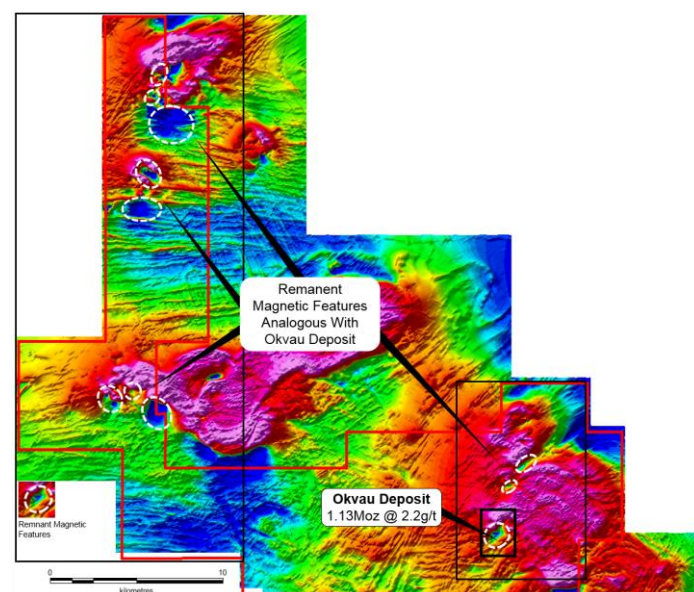 Remanent
Magnetic Features
Analogous With
Okvau Deposit
Okvau Deposit
1.13Moz @ 2.2g/t
Remnant Magnetic
Features
0 10
kilometres